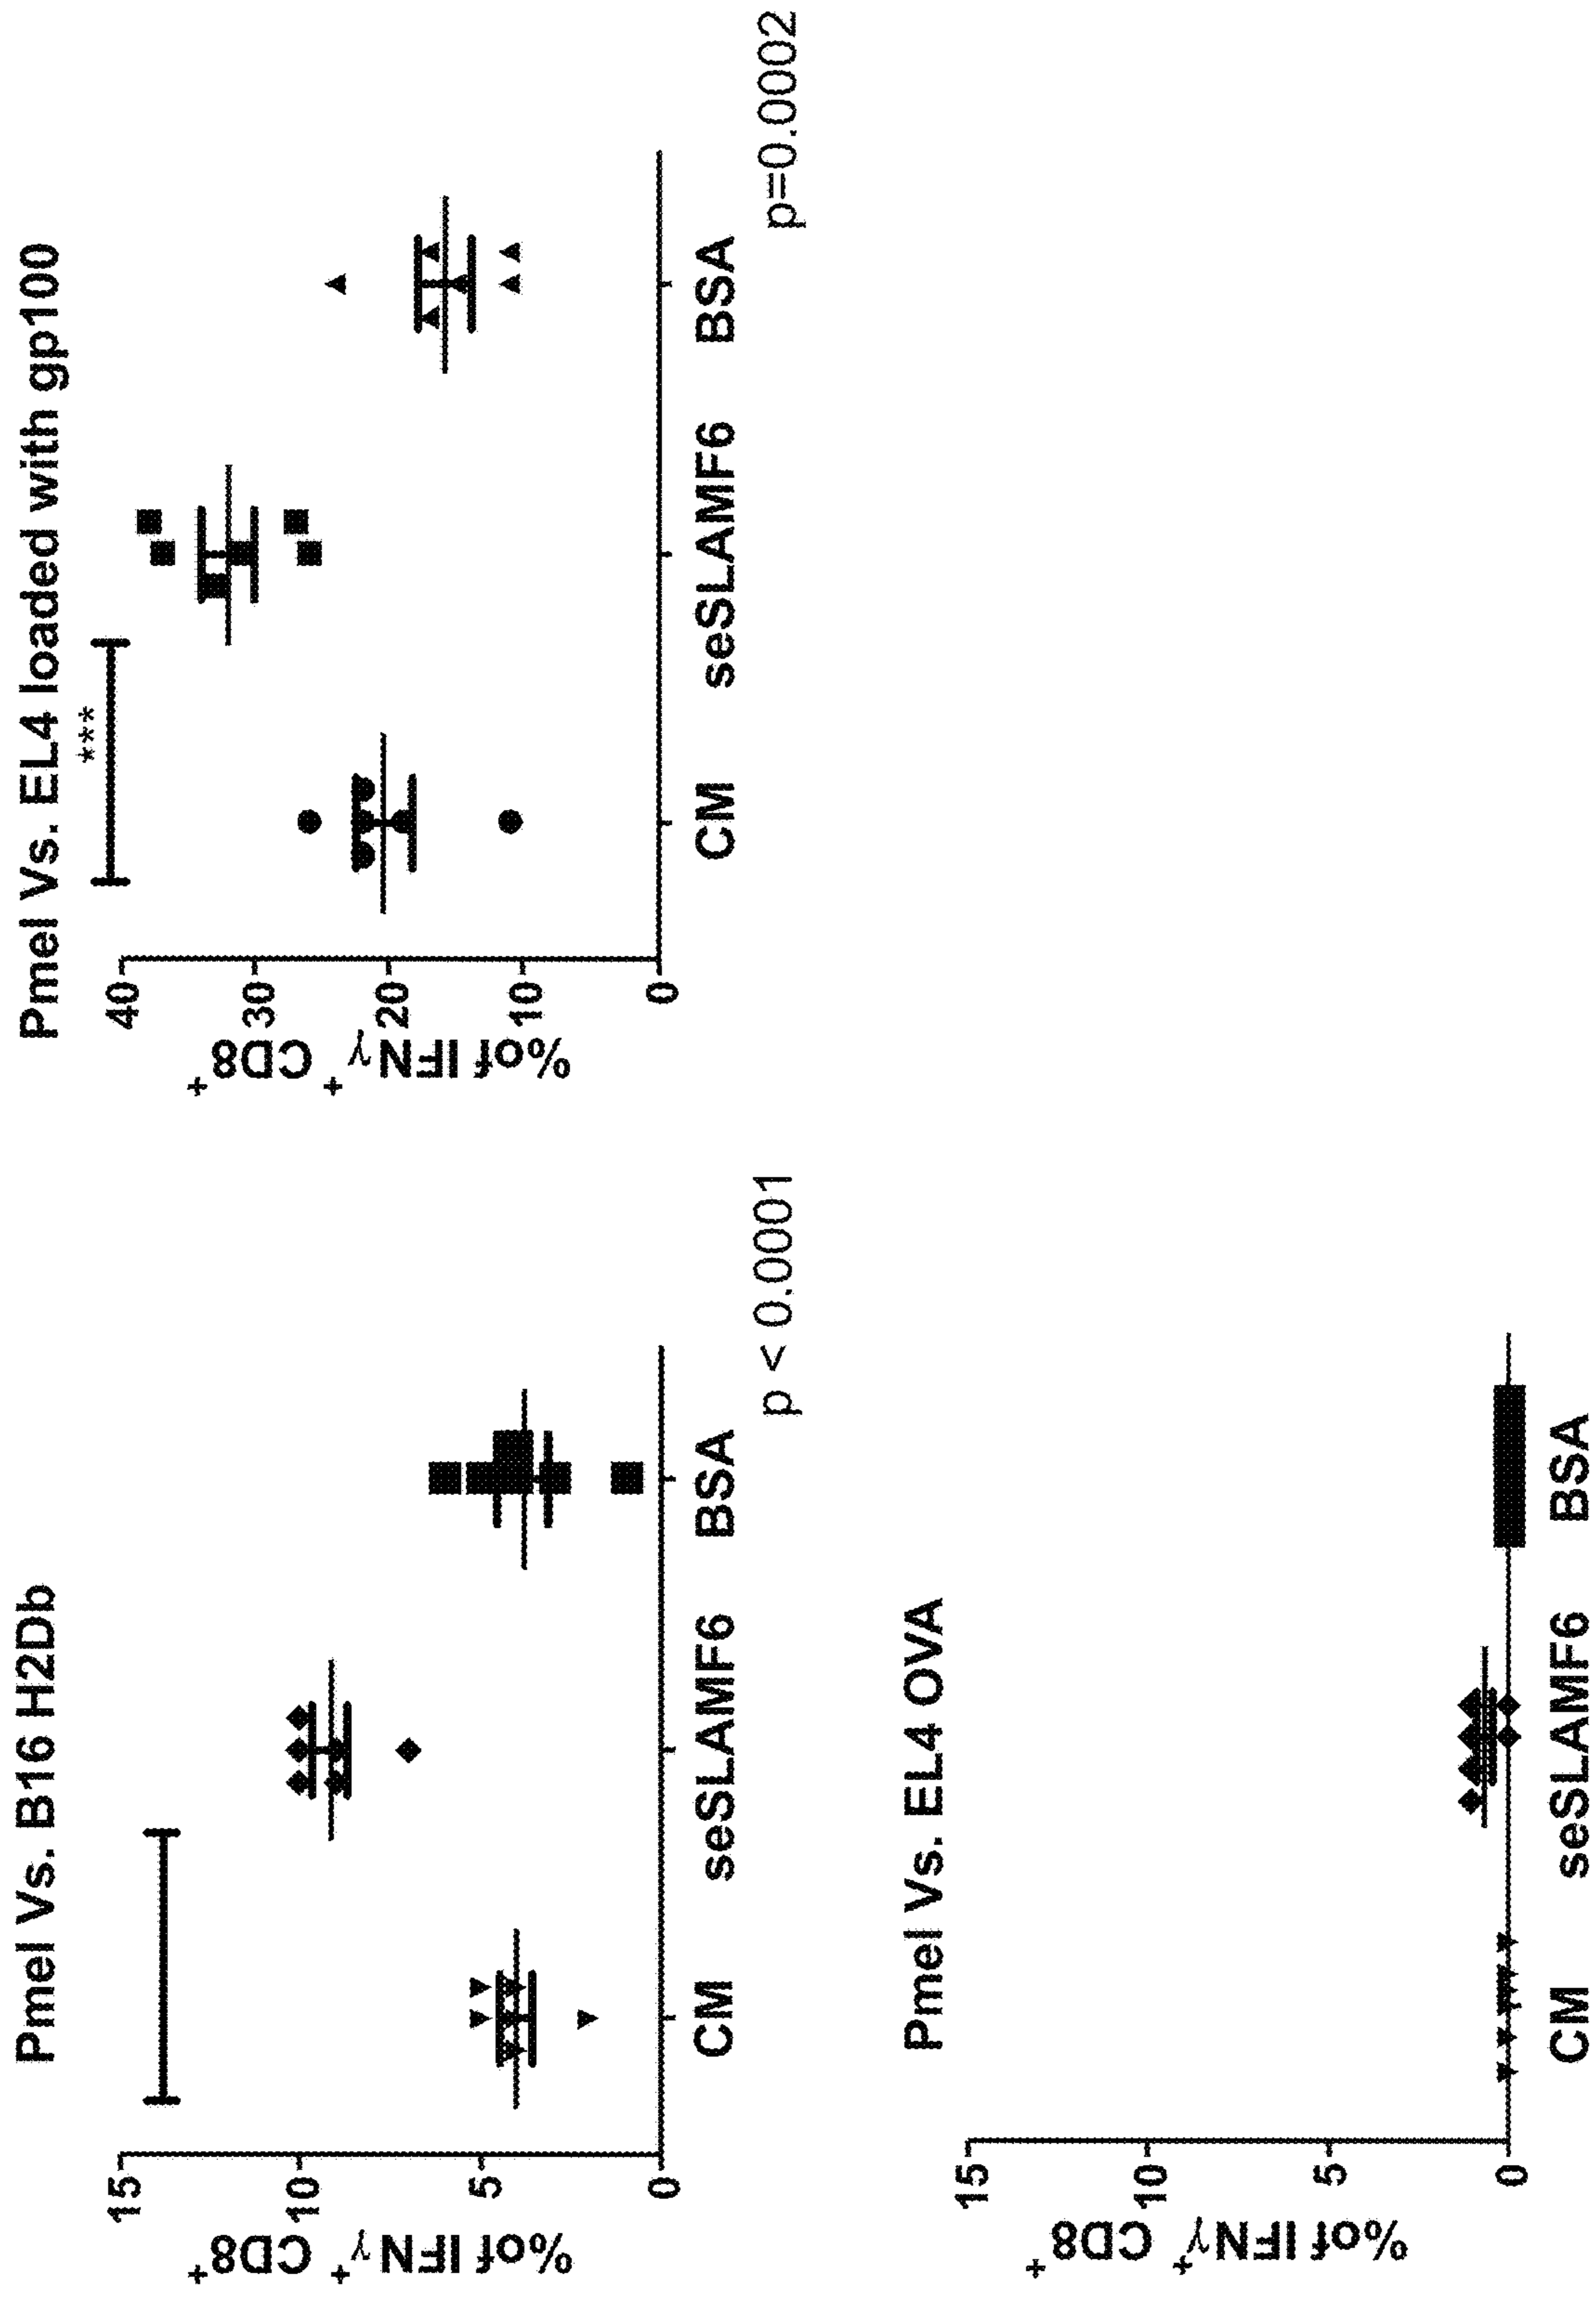 Pmel Vs. B16 H2Db
15
10
5
0
% of IFNγ+ CD8+
CM seSLAMF6 BSA
p < 0.0001
Pmel Vs. EL4 loaded with gp100
***
40
30
20
10
0
% of IFNγ+ CD8+
CM seSLAMF6 BSA
p=0.0002
Pmel Vs. EL4 OVA
15
10
5
0
% of IFNγ+ CD8+
CM seSLAMF6 BSA